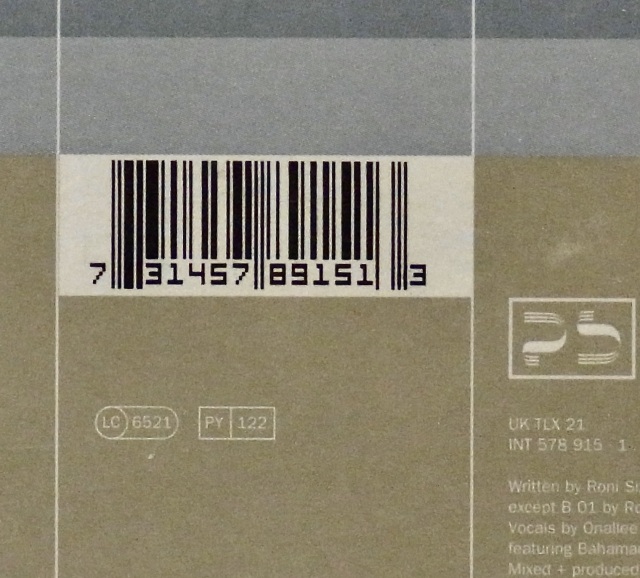 7 31457 89151 3
LC 6521 PY 122
UK TLX 21
INT 578 915 - 1
Written by Roni
except B 01 by
Vocals by Onallee
featuring
Mixed + produced